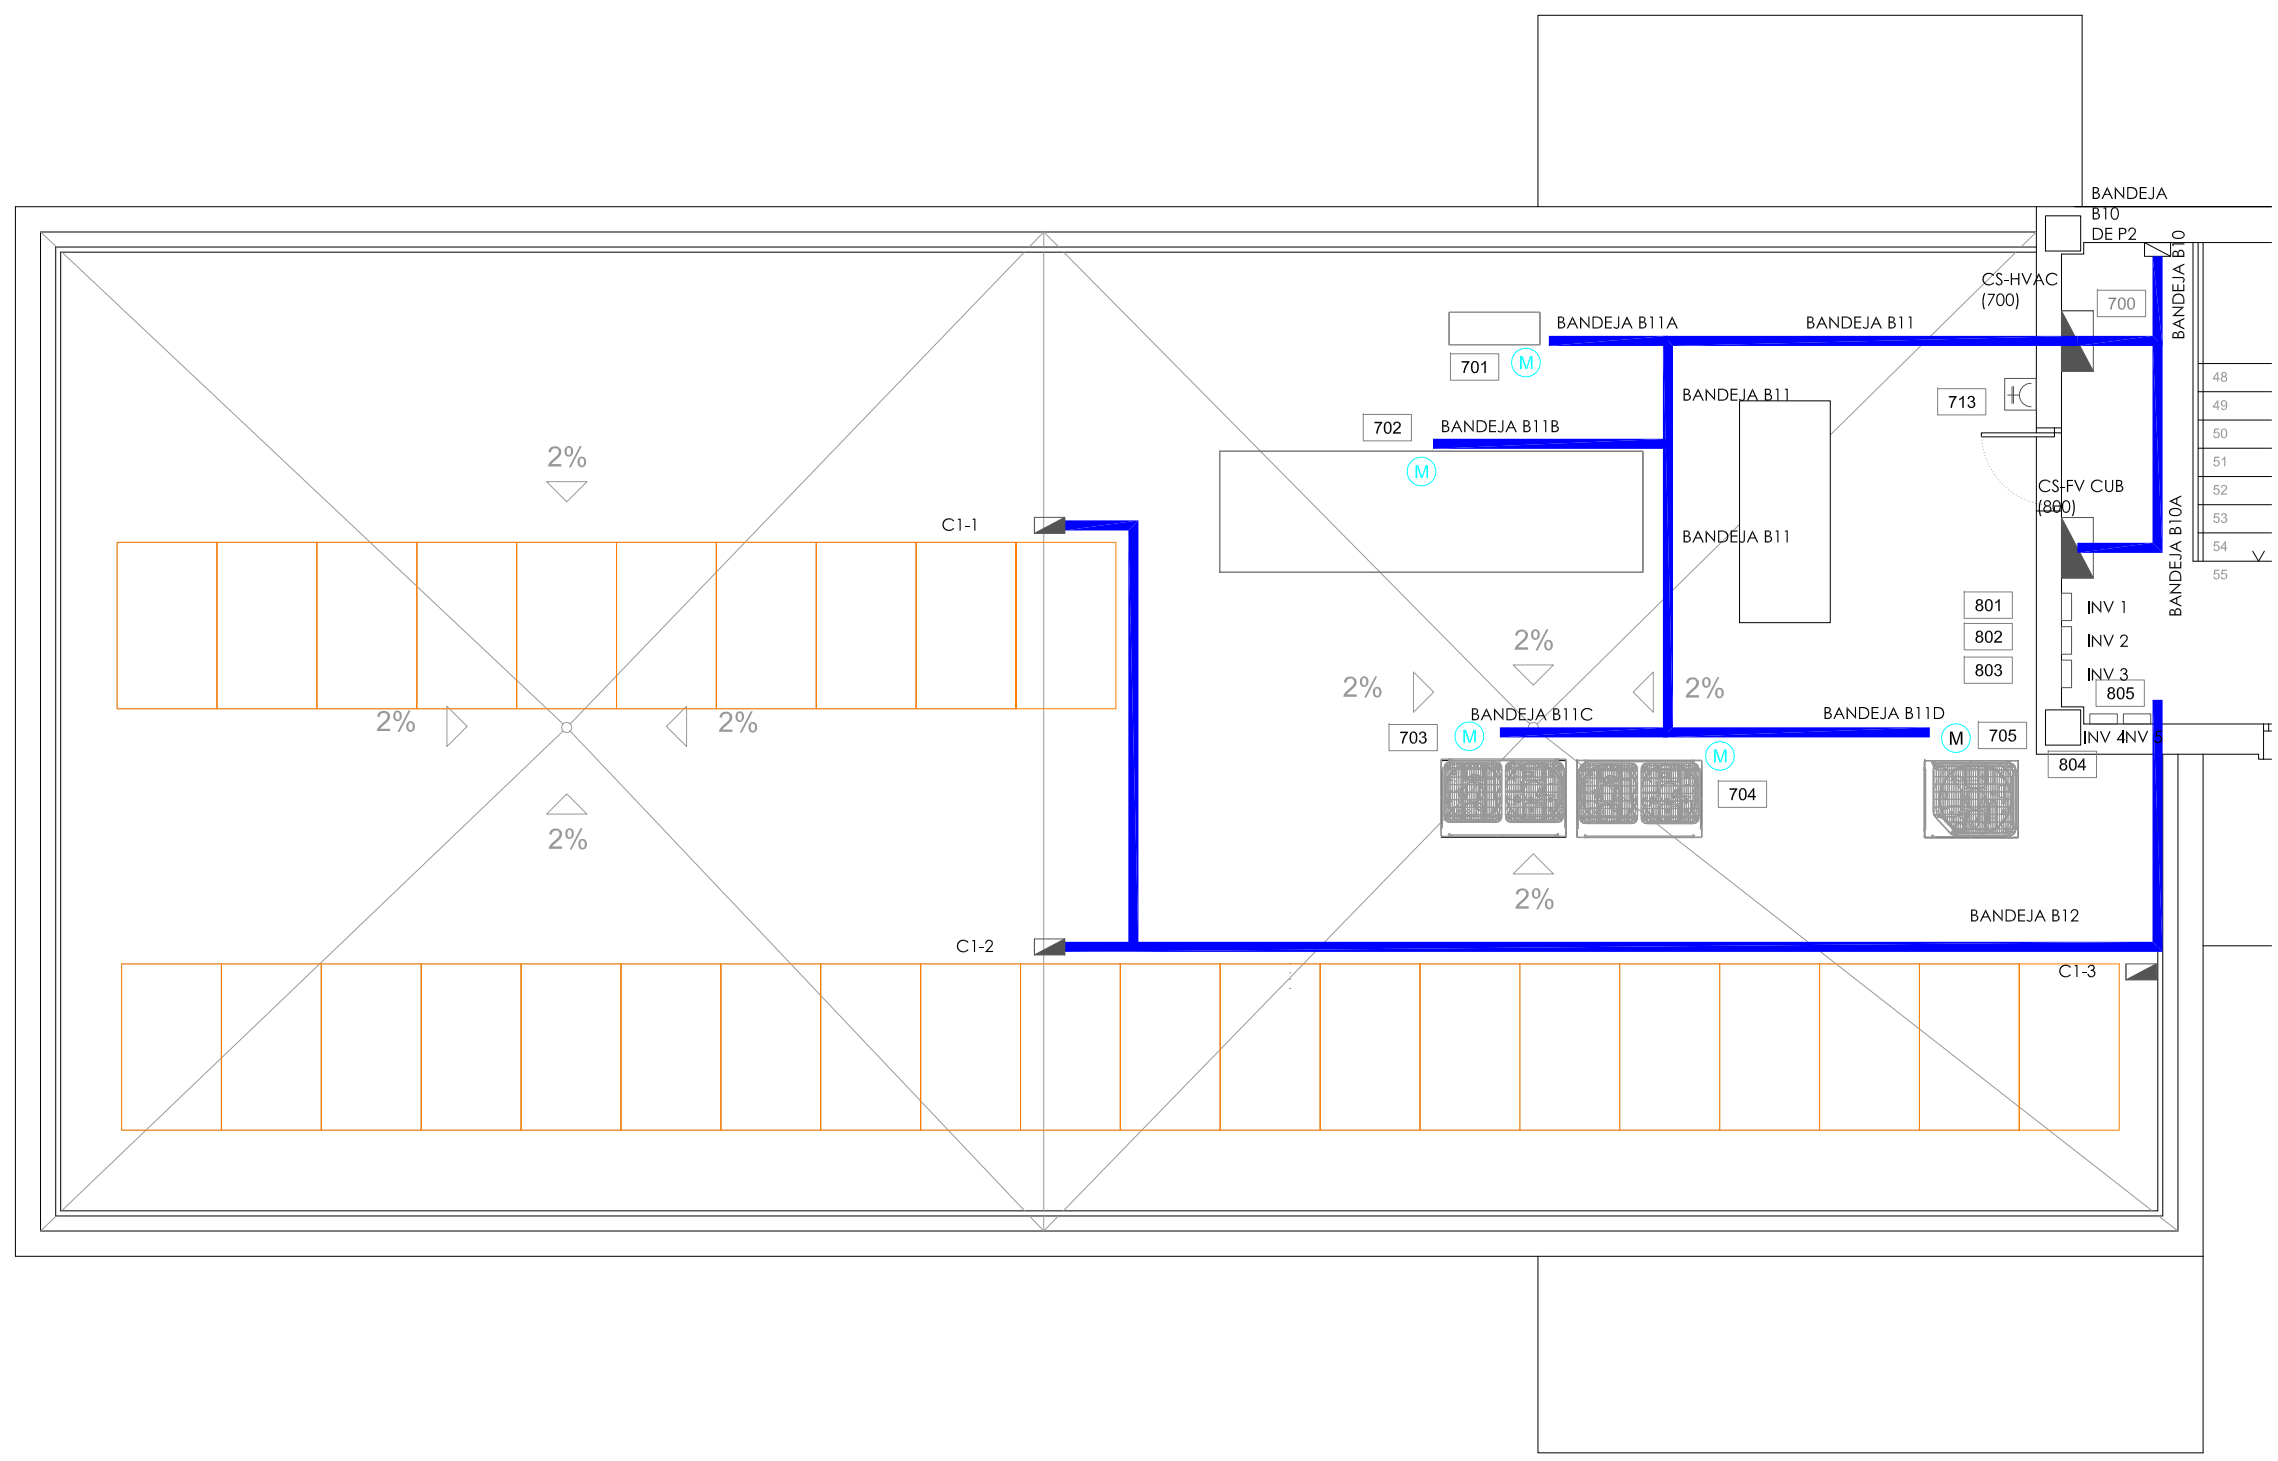 BANDEJA
B10
DE P2
BANDEJA B10
CS-HVAC
(700)
700
BANDEJA B11A
BANDEJA B11
701
M
48
49
50
51
52
53
54
55
713
BANDEJA B11
702
BANDEJA B11B
M
2%
CS-FV CUB
(800)
BANDEJA B10A
C1-1
BANDEJA B11
801
INV 1
802
INV 2
803
INV 3
805
2%
2%
2%
2%
2%
BANDEJA B11C
BANDEJA B11D
703
M
M
M
705
INV 4
INV 5
804
704
2%
2%
BANDEJA B12
C1-2
C1-3